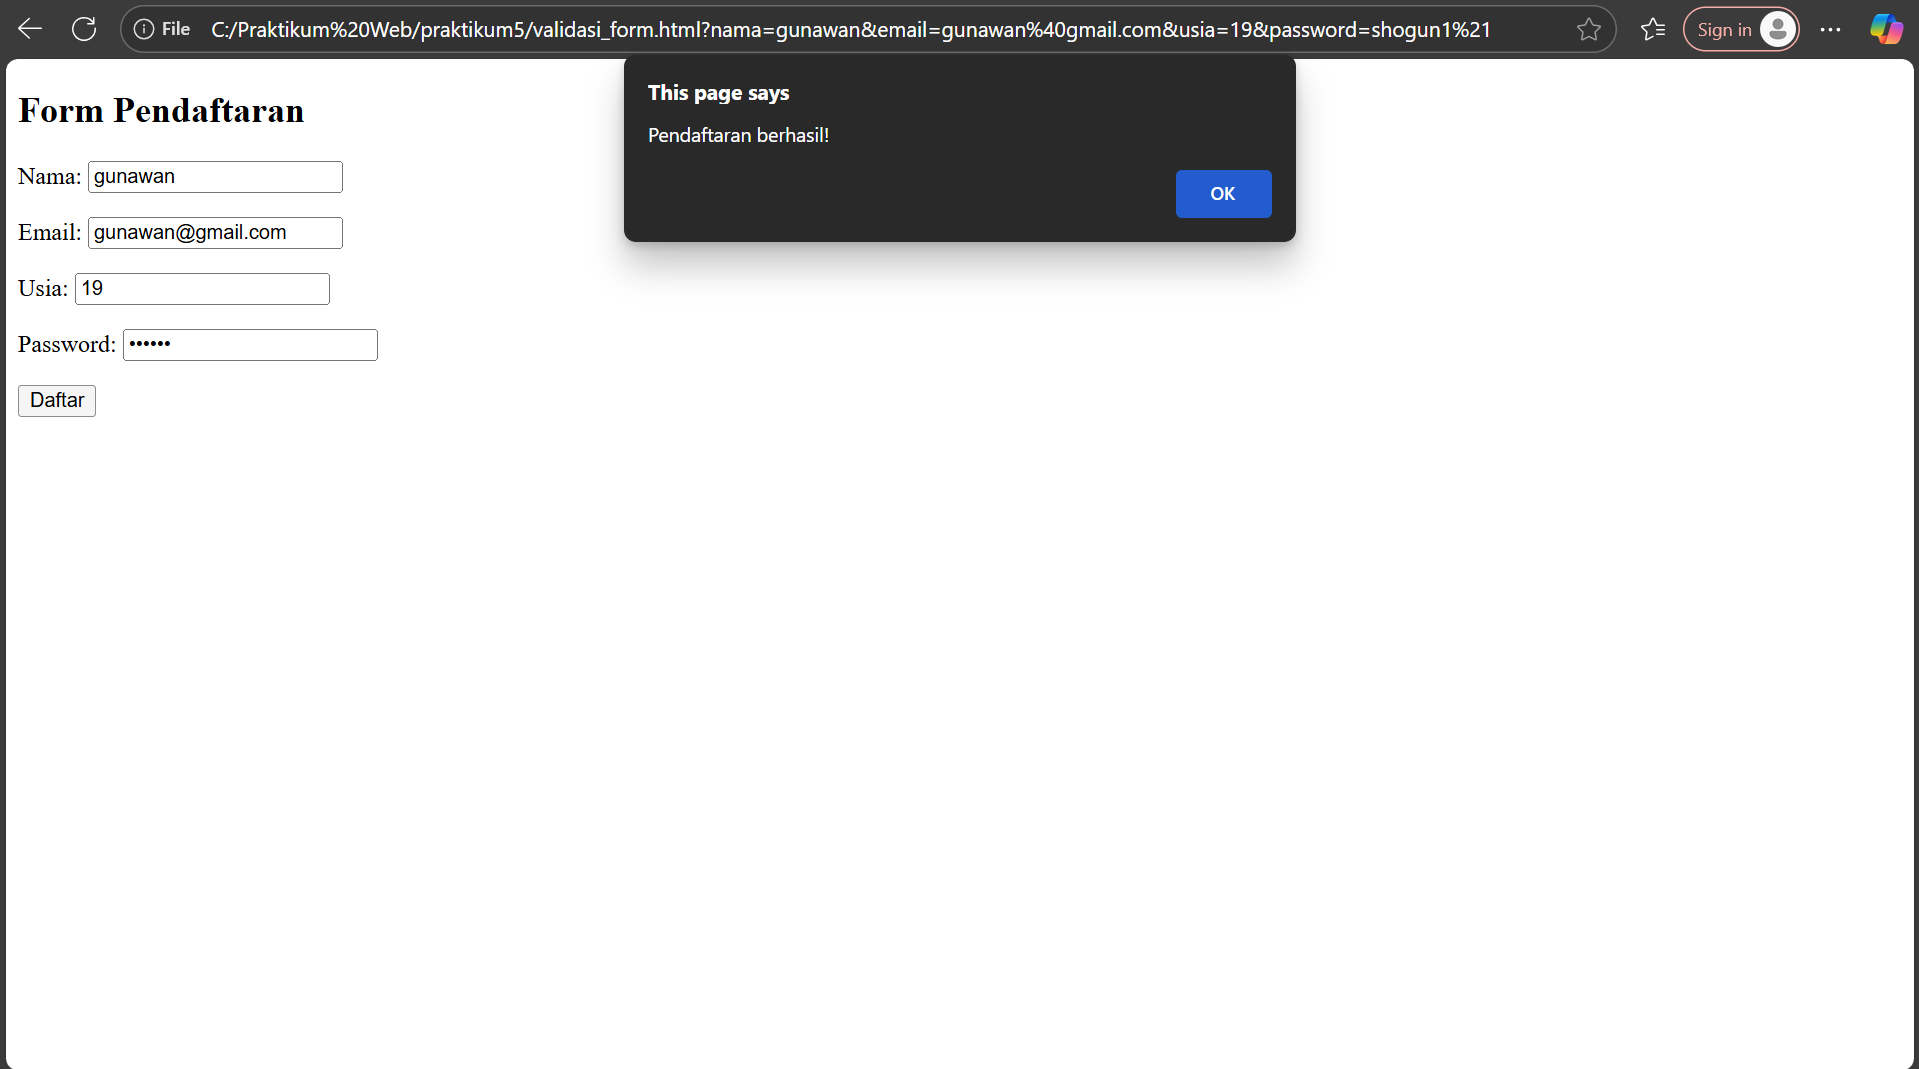 File C:/Praktikum%20Web/praktikum5/validasi_form.html?nama=gunawan&email=gunawan%40gmail.com&usia=19&password=shogun1%21
Sign in
This page says
Pendaftaran berhasil!
OK
Form Pendaftaran
Nama: gunawan
Email: gunawan@gmail.com
Usia: 19
Password: ••••••
Daftar